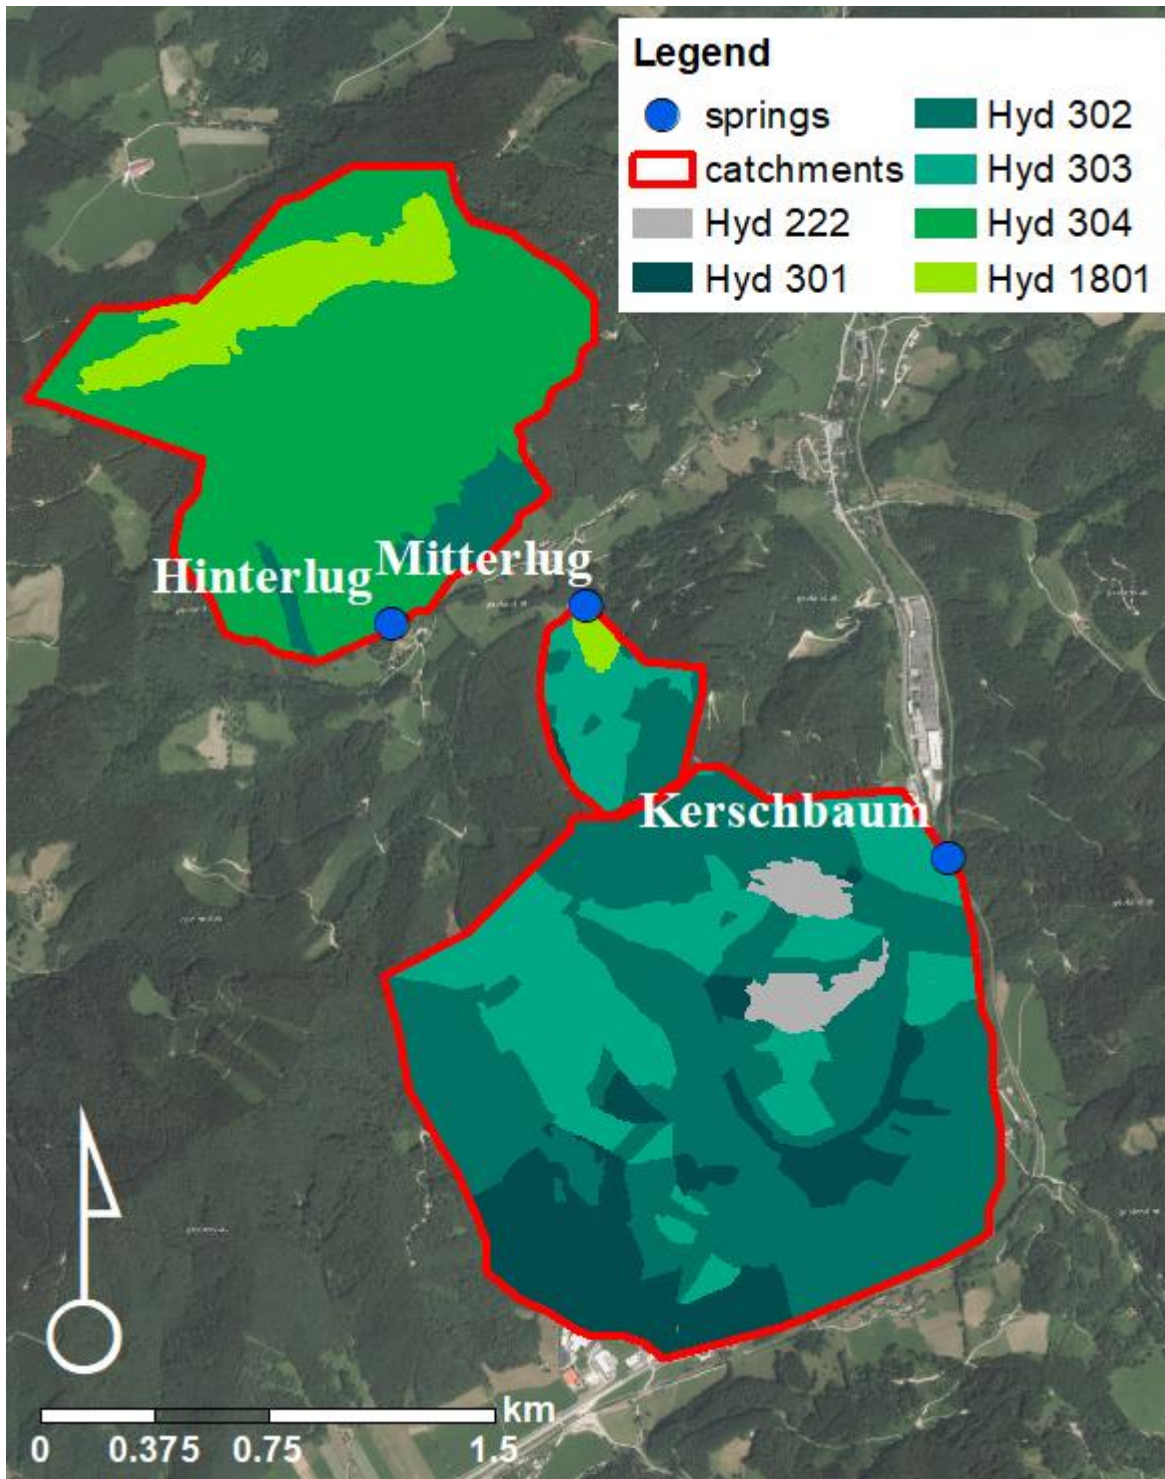 Legend
springs
catchments
Hyd 222
Hyd 301
Hyd 302
Hyd 303
Hyd 304
Hyd 1801
Hinterlug
Mitterlug
Kerschbaum
km
0 0.375 0.75 1.5